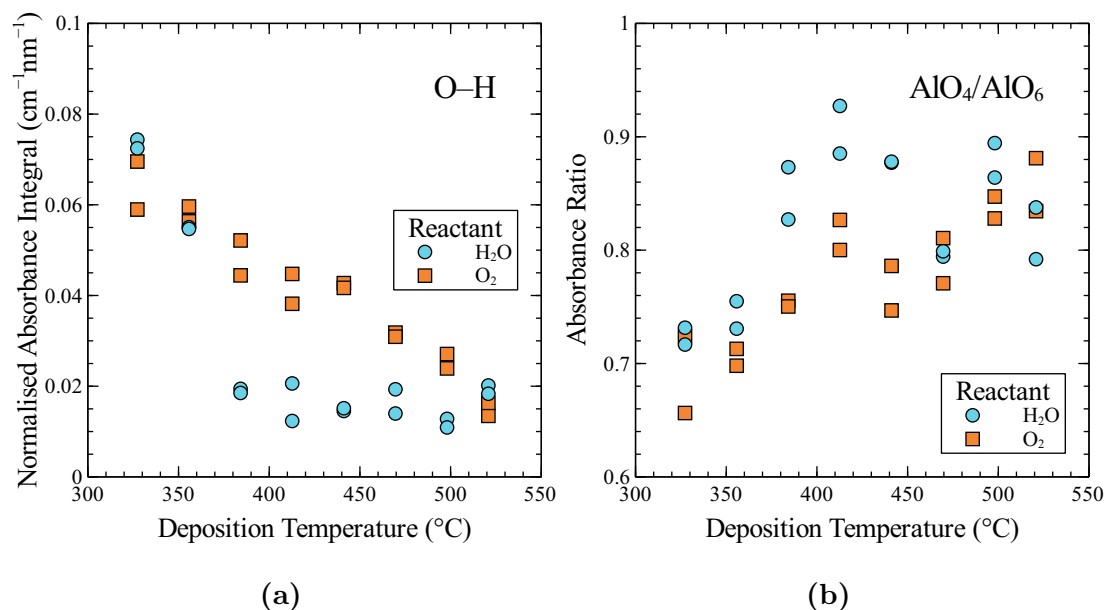 0.1
0.08
0.06
0.04
0.02
0
300 350 400 450 500 550
Normalised Absorbance Integral (cm⁻¹nm⁻¹)
Deposition Temperature (°C)
O–H
Reactant
H₂O
O₂
(a)
1
0.9
0.8
0.7
0.6
300 350 400 450 500 550
Absorbance Ratio
Deposition Temperature (°C)
AlO₄/AlO₆
Reactant
H₂O
O₂
(b)